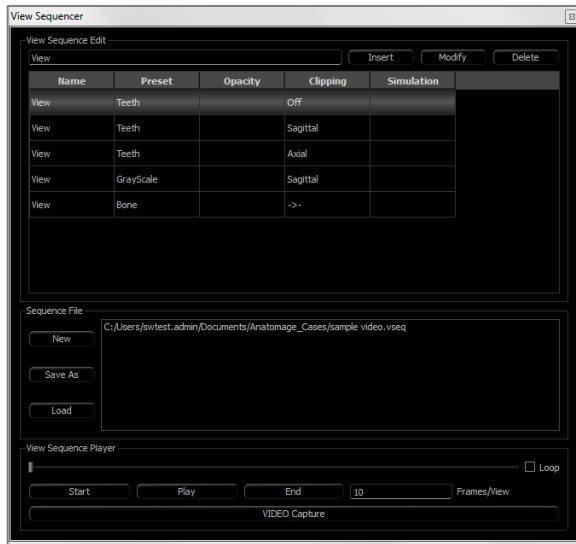 View Sequencer
View Sequence Edit
View Insert Modify Delete
Name Preset Opacity Clipping Simulation
View Teeth Off
View Teeth Sagittal
View Teeth Axial
View GrayScale Sagittal
View Bone ->-
Sequence File
C:/Users/swtest.admin/Documents/Anatomage_Cases/sample video.vseq
New
Save As
Load
View Sequence Player
Loop
Start Play End 10 Frames/View
VIDEO Capture